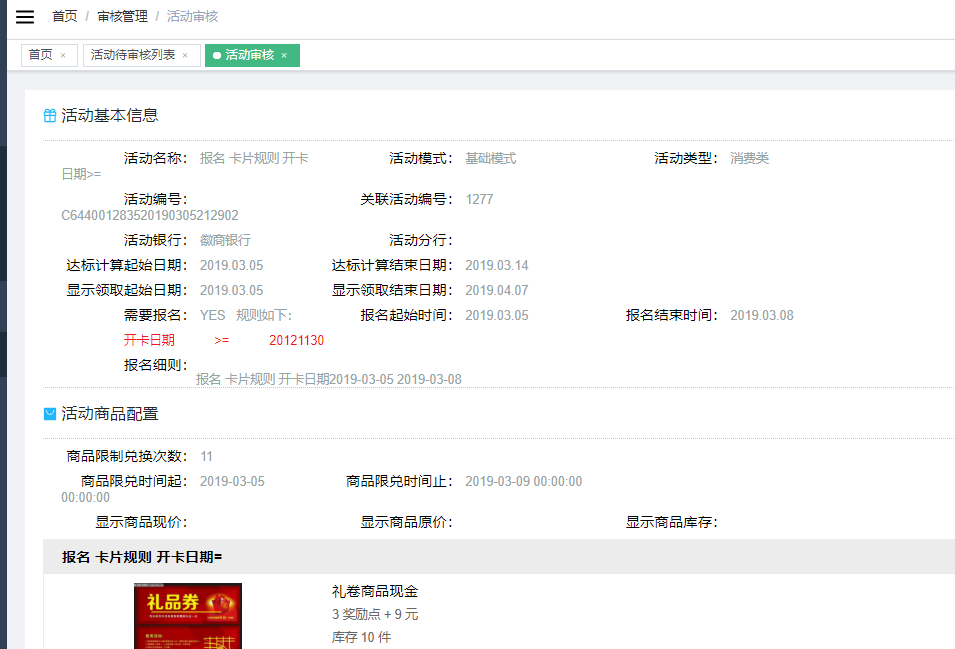 首页 / 审核管理 / 活动审核
首页 × 活动待审核列表 × 活动审核 ×
活动基本信息
活动名称： 报名 卡片规则 开卡日期>= 活动模式： 基础模式 活动类型： 消费类
活动编号： C644001283520190305212902 关联活动编号： 1277
活动银行： 徽商银行 活动分行：
达标计算起始日期： 2019.03.05 达标计算结束日期： 2019.03.14
显示领取起始日期： 2019.03.05 显示领取结束日期： 2019.04.07
需要报名： YES 规则如下： 报名起始时间： 2019.03.05 报名结束时间： 2019.03.08
开卡日期 >= 20121130
报名细则：
报名 卡片规则 开卡日期2019-03-05 2019-03-08
活动商品配置
商品限制兑换次数： 11
商品限兑时间起： 2019-03-05 00:00:00 商品限兑时间止： 2019-03-09 00:00:00
显示商品现价： 显示商品原价： 显示商品库存：
报名 卡片规则 开卡日期=
礼品券
礼卷商品现金
3 奖励点 + 9 元
库存 10 件